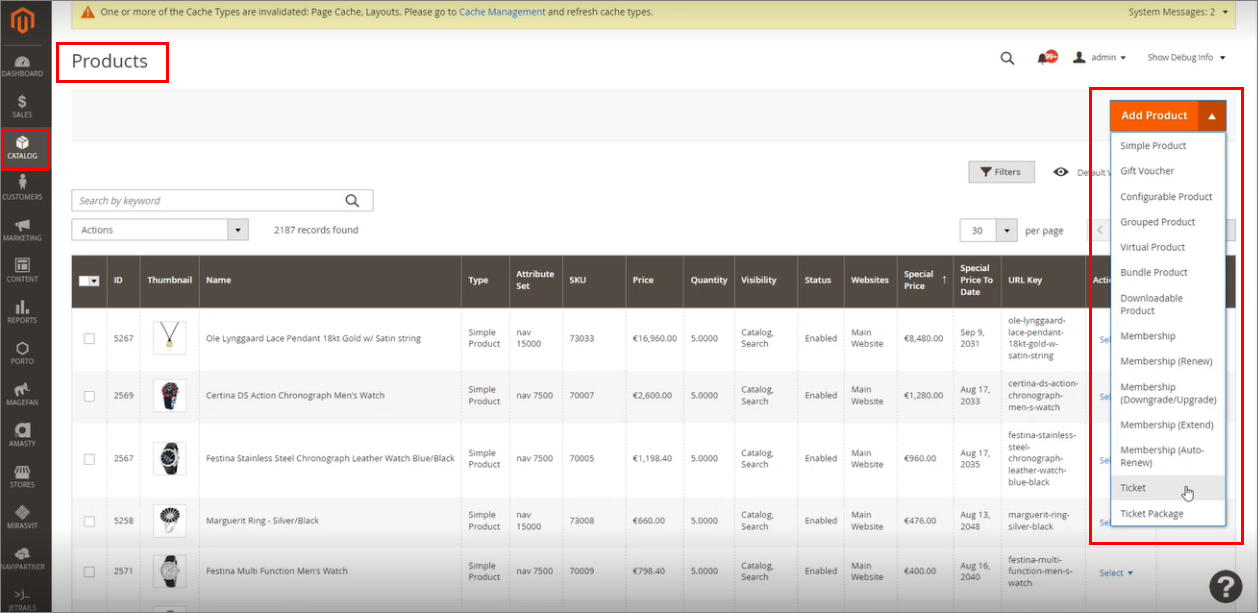 One or more of the Cache Types are invalidated: Page Cache, Layouts. Please go to Cache Management and refresh cache types.
System Messages: 2
Products
99+
admin
Show Debug Info
DASHBOARD
SALES
CATALOG
CUSTOMERS
MARKETING
CONTENT
REPORTS
PORTO
MAGEFAN
AMASTY
STORES
MIRASVIT
NAVIPARTNER
JETRAILS
Add Product
Simple Product
Gift Voucher
Configurable Product
Grouped Product
Virtual Product
Bundle Product
Downloadable
Product
Membership
Membership (Renew)
Membership
(Downgrade/Upgrade)
Membership (Extend)
Membership (Auto-
Renew)
Ticket
Ticket Package
Filters
Default V
Search by keyword
Actions
2187 records found
30
per page
ID
Thumbnail
Name
Type
Attribute
Set
SKU
Price
Quantity
Visibility
Status
Websites
Special
Price
↑
Special
Price To
Date
URL Key
Actio
5267
Ole Lynggaard Lace Pendant 18kt Gold w/ Satin string
Simple
Product
nav
15000
73033
€16,960.00
5.0000
Catalog,
Search
Enabled
Main
Website
€8,480.00
Sep 9,
2031
ole-lynggaard-
lace-pendant-
18kt-gold-w-
satin-string
Sel
2569
Certina DS Action Chronograph Men's Watch
Simple
Product
nav 7500
70007
€2,600.00
5.0000
Catalog,
Search
Enabled
Main
Website
€1,280.00
Aug 17,
2033
certina-ds-action-
chronograph-
men-s-watch
Sel
2567
Festina Stainless Steel Chronograph Leather Watch Blue/Black
Simple
Product
nav 7500
70005
€1,198.40
5.0000
Catalog,
Search
Enabled
Main
Website
€960.00
Aug 17,
2035
festina-stainless-
steel-
chronograph-
leather-watch-
blue-black
Sel
5258
Marguerit Ring - Silver/Black
Simple
Product
nav
15000
73008
€660.00
5.0000
Catalog,
Search
Enabled
Main
Website
€476.00
Aug 13,
2048
marguerit-ring-
silver-black
Sel
2571
Festina Multi Function Men's Watch
Simple
Product
nav 7500
70009
€798.40
5.0000
Catalog,
Search
Enabled
Main
Website
€400.00
Aug 16,
2040
festina-multi-
function-men-s-
watch
Select
?